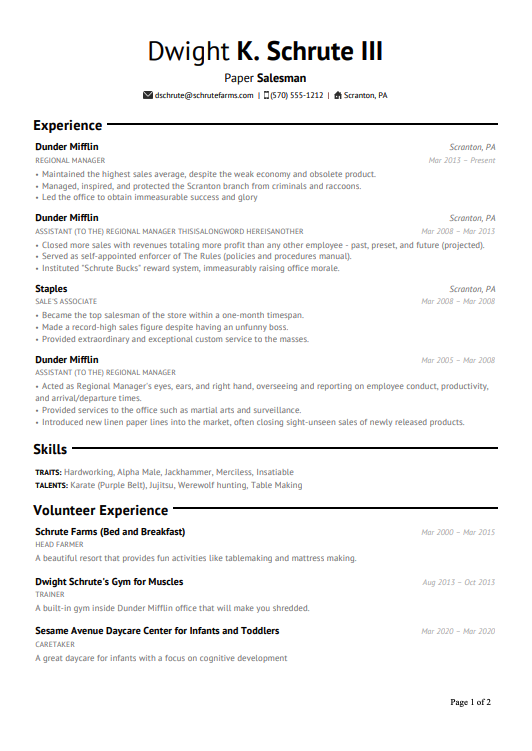 Dwight K. Schrute III
Paper Salesman
dschrute@schrutefarms.com | (570) 555-1212 | Scranton, PA
Experience
Dunder Mifflin Scranton, PA
REGIONAL MANAGER Mar 2013 – Present
• Maintained the highest sales average, despite the weak economy and obsolete product.
• Managed, inspired, and protected the Scranton branch from criminals and raccoons.
• Led the office to obtain immeasurable success and glory
Dunder Mifflin Scranton, PA
ASSISTANT (TO THE) REGIONAL MANAGER THISISALONGWORD HEREISANOTHER Mar 2008 – Mar 2013
• Closed more sales with revenues totaling more profit than any other employee - past, preset, and future (projected).
• Served as self-appointed enforcer of The Rules (policies and procedures manual).
• Instituted "Schrute Bucks" reward system, immeasurably raising office morale.
Staples Scranton, PA
SALE'S ASSOCIATE Mar 2008 – Mar 2008
• Became the top salesman of the store within a one-month timespan.
• Made a record-high sales figure despite having an unfunny boss.
• Provided extraordinary and exceptional custom service to the masses.
Dunder Mifflin Mar 2005 – Mar 2008
ASSISTANT (TO THE) REGIONAL MANAGER
• Acted as Regional Manager's eyes, ears, and right hand, overseeing and reporting on employee conduct, productivity,
and arrival/departure times.
• Provided services to the office such as martial arts and surveillance.
• Introduced new linen paper lines into the market, often closing sight-unseen sales of newly released products.
Skills
TRAITS: Hardworking, Alpha Male, Jackhammer, Merciless, Insatiable
TALENTS: Karate (Purple Belt), Jujitsu, Werewolf hunting, Table Making
Volunteer Experience
Schrute Farms (Bed and Breakfast) Mar 2000 – Mar 2015
HEAD FARMER
A beautiful resort that provides fun activities like tablemaking and mattress making.
Dwight Schrute's Gym for Muscles Aug 2013 – Oct 2013
TRAINER
A built-in gym inside Dunder Mifflin office that will make you shredded.
Sesame Avenue Daycare Center for Infants and Toddlers Mar 2020 – Mar 2020
CARETAKER
A great daycare for infants with a focus on cognitive development
Page 1 of 2